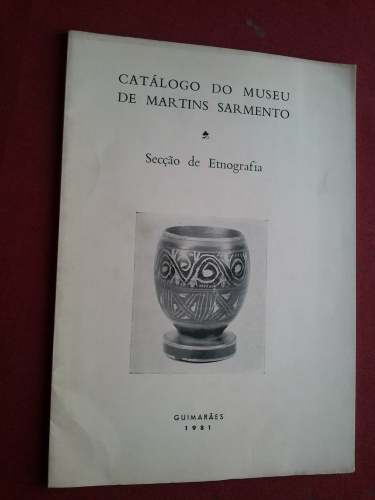 CATÁLOGO DO MUSEU
DE MARTINS SARMENTO
Secção de Etnografia
GUIMARÃES
1981